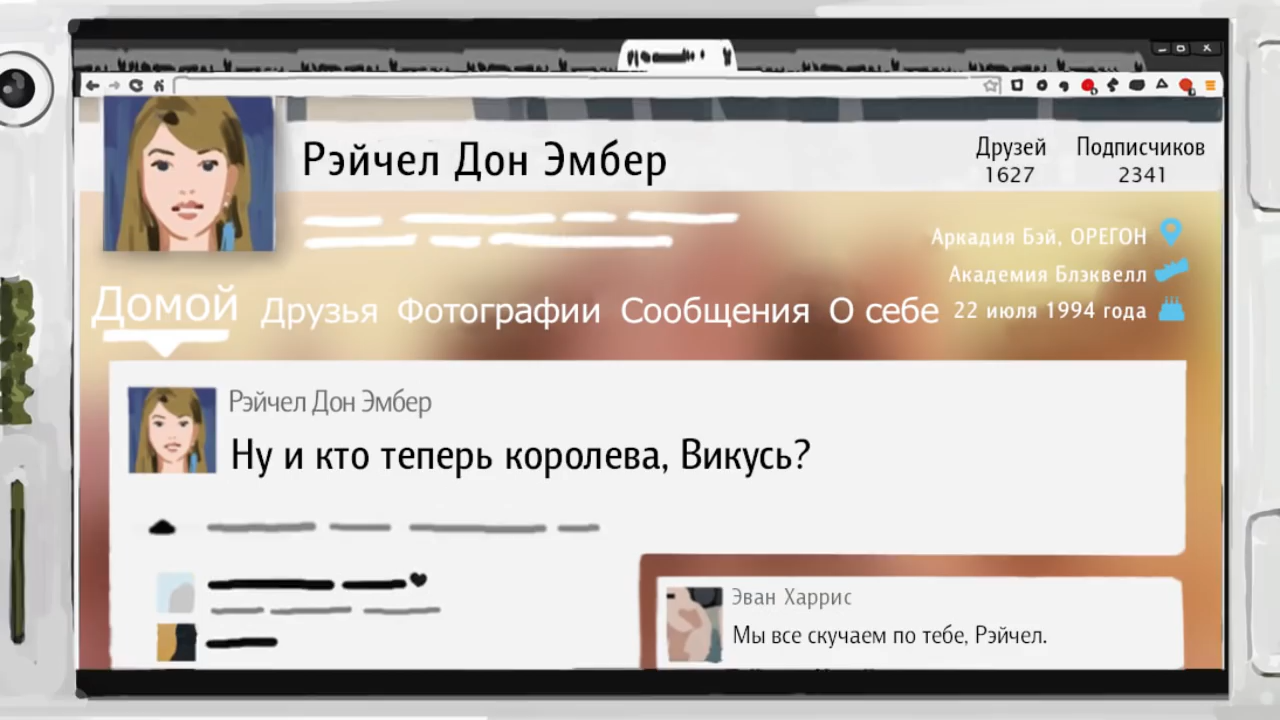 Рэйчел Дон Эмбер
Друзей
1627
Подписчиков
2341
Аркадия Бэй, ОРЕГОН
Академия Блэквелл
22 июля 1994 года
Домой Друзья Фотографии Сообщения О себе
Рэйчел Дон Эмбер
Ну и кто теперь королева, Викусь?
Эван Харрис
Мы все скучаем по тебе, Рэйчел.